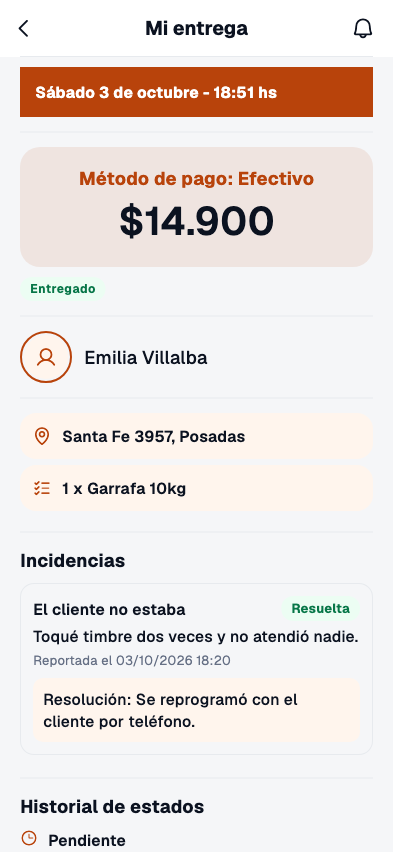 Mi entrega
Sábado 3 de octubre - 18:51 hs
Método de pago: Efectivo
$14.900
Entregado
Emilia Villalba
Santa Fe 3957, Posadas
1 x Garrafa 10kg
Incidencias
El cliente no estaba
Resuelta
Toqué timbre dos veces y no atendió nadie.
Reportada el 03/10/2026 18:20
Resolución: Se reprogramó con el
cliente por teléfono.
Historial de estados
Pendiente